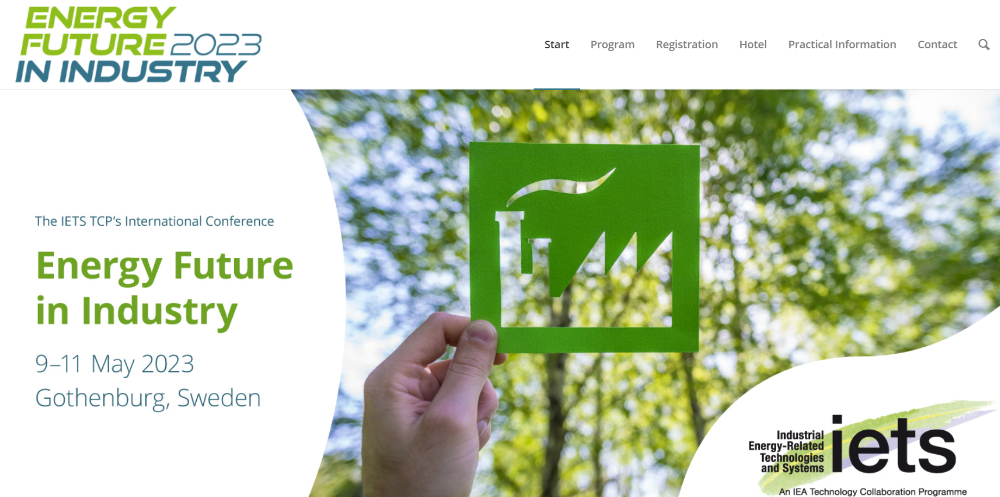 ENERGY
FUTURE 2023
IN INDUSTRY
Start Program Registration Hotel Practical Information Contact
The IETS TCP’s International Conference
Energy Future
in Industry
9–11 May 2023
Gothenburg, Sweden
Industrial
Energy-Related
Technologies
and Systems
iets
An IEA Technology Collaboration Programme